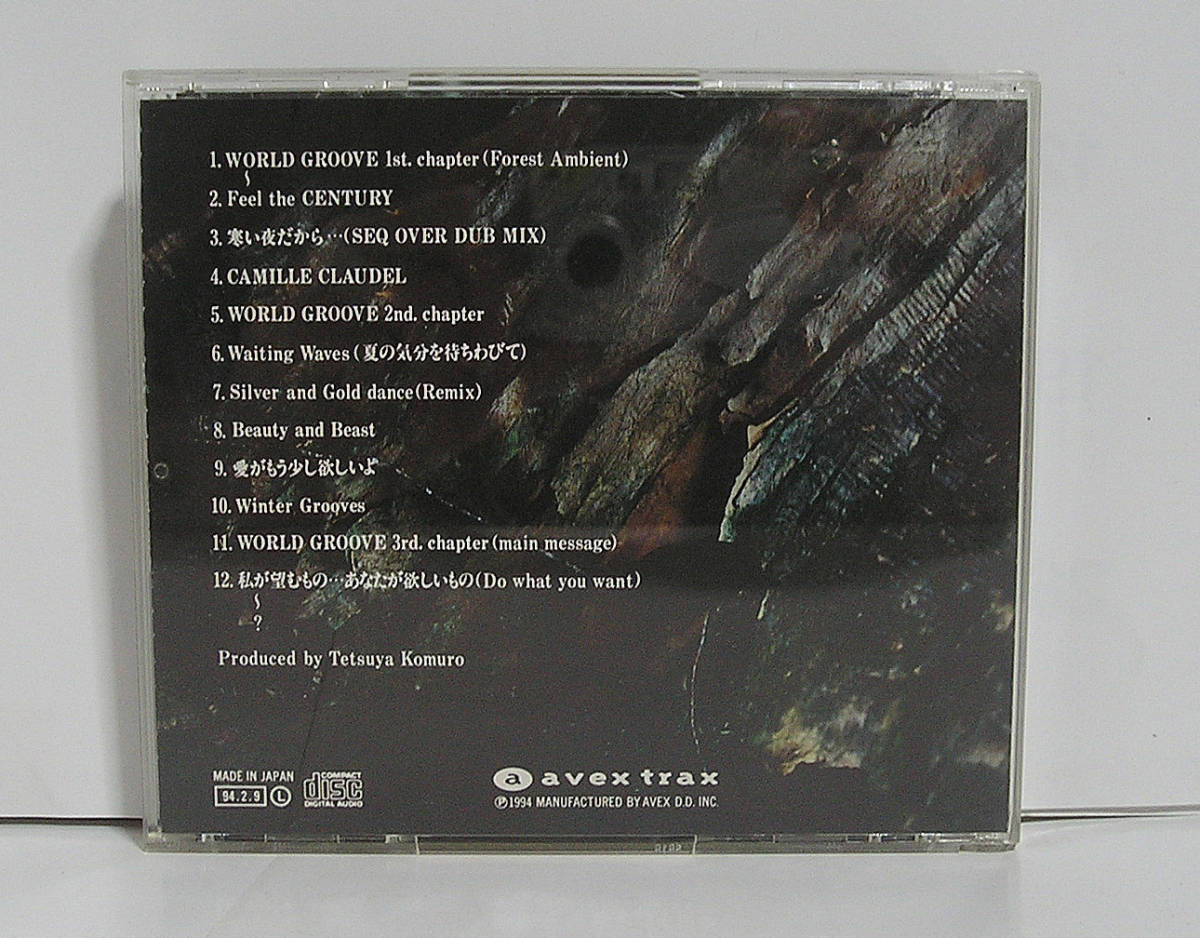 1. WORLD GROOVE 1st. chapter (Forest Ambient)
〜
2. Feel the CENTURY
3. 寒い夜だから…(SEQ OVER DUB MIX)
4. CAMILLE CLAUDEL
5. WORLD GROOVE 2nd. chapter
6. Waiting Waves (夏の気分を待ちわびて)
7. Silver and Gold dance (Remix)
8. Beauty and Beast
9. 愛がもう少し欲しいよ
10. Winter Grooves
11. WORLD GROOVE 3rd. chapter (main message)
12. 私が望むもの…あなたが欲しいもの (Do what you want)
〜
?
Produced by Tetsuya Komuro
MADE IN JAPAN
94.2.9 L
COMPACT
disc
DIGITAL AUDIO
a avex trax
Ⓟ1994 MANUFACTURED BY AVEX D.D. INC.